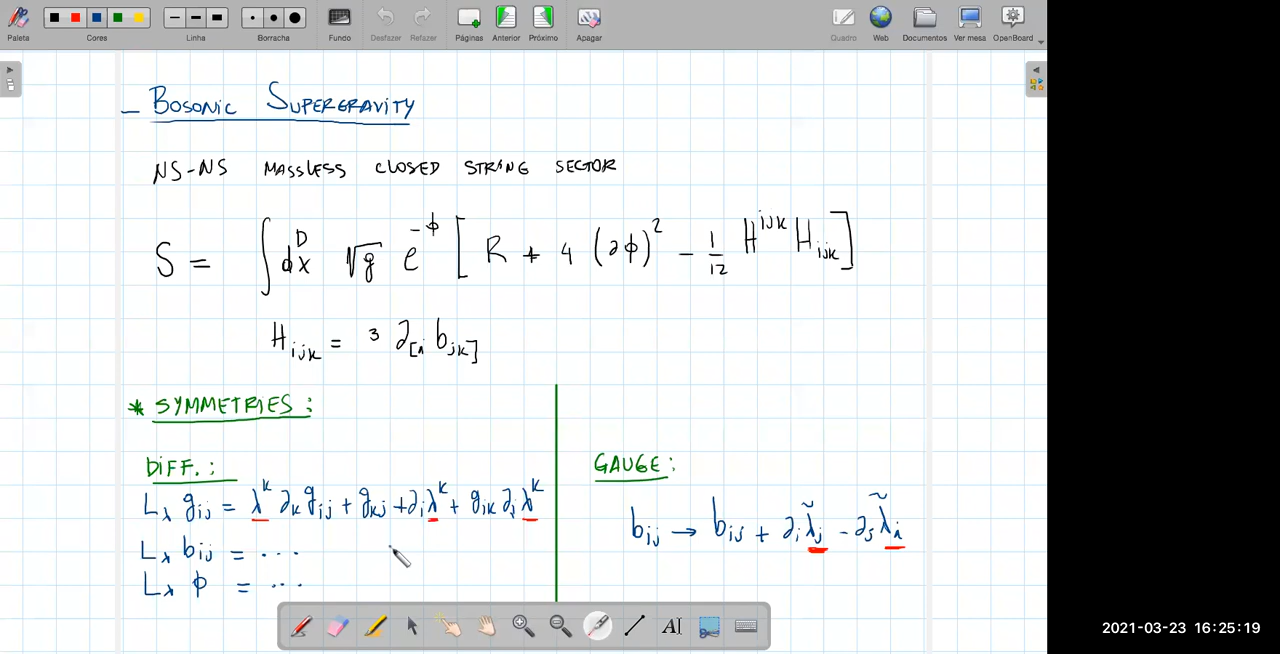 Paleta Cores Linha Borracha Fundo Desfazer Refazer Páginas Anterior Próximo Apagar Quadro Web Documentos Ver mesa OpenBoard
— BOSONIC SUPERGRAVITY
NS-NS MASSLESS CLOSED STRING SECTOR
S = ∫ d^D x √g e^{-ϕ} [ R + 4 (∂ϕ)^2 - 1/12 H^{ijk} H_{ijk} ]
H_{ijk} = 3 ∂_{[i} b_{jk]}
* SYMMETRIES:
DIFF.:
L_λ g_{ij} = λ^k ∂_k g_{ij} + g_{kj} + ∂_i λ^k + g_{ik} ∂_j λ^k
L_λ b_{ij} = ...
L_λ ϕ = ...
GAUGE:
b_{ij} → b_{ij} + ∂_i λ̃_j - ∂_j λ̃_i
AI
2021-03-23 16:25:19